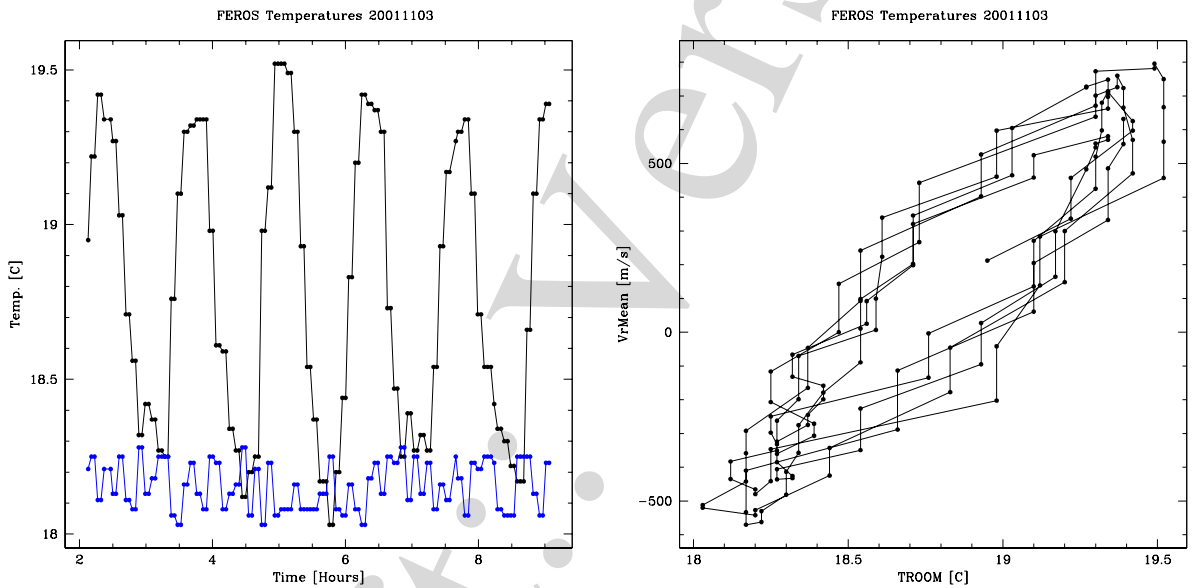 FEROS Temperatures 20011103
Temp. [C]
19.5
19
18.5
18
2
4
6
8
Time [Hours]
FEROS Temperatures 20011103
VrMean [m/s]
500
0
−500
18
18.5
19
19.5
TROOM [C]